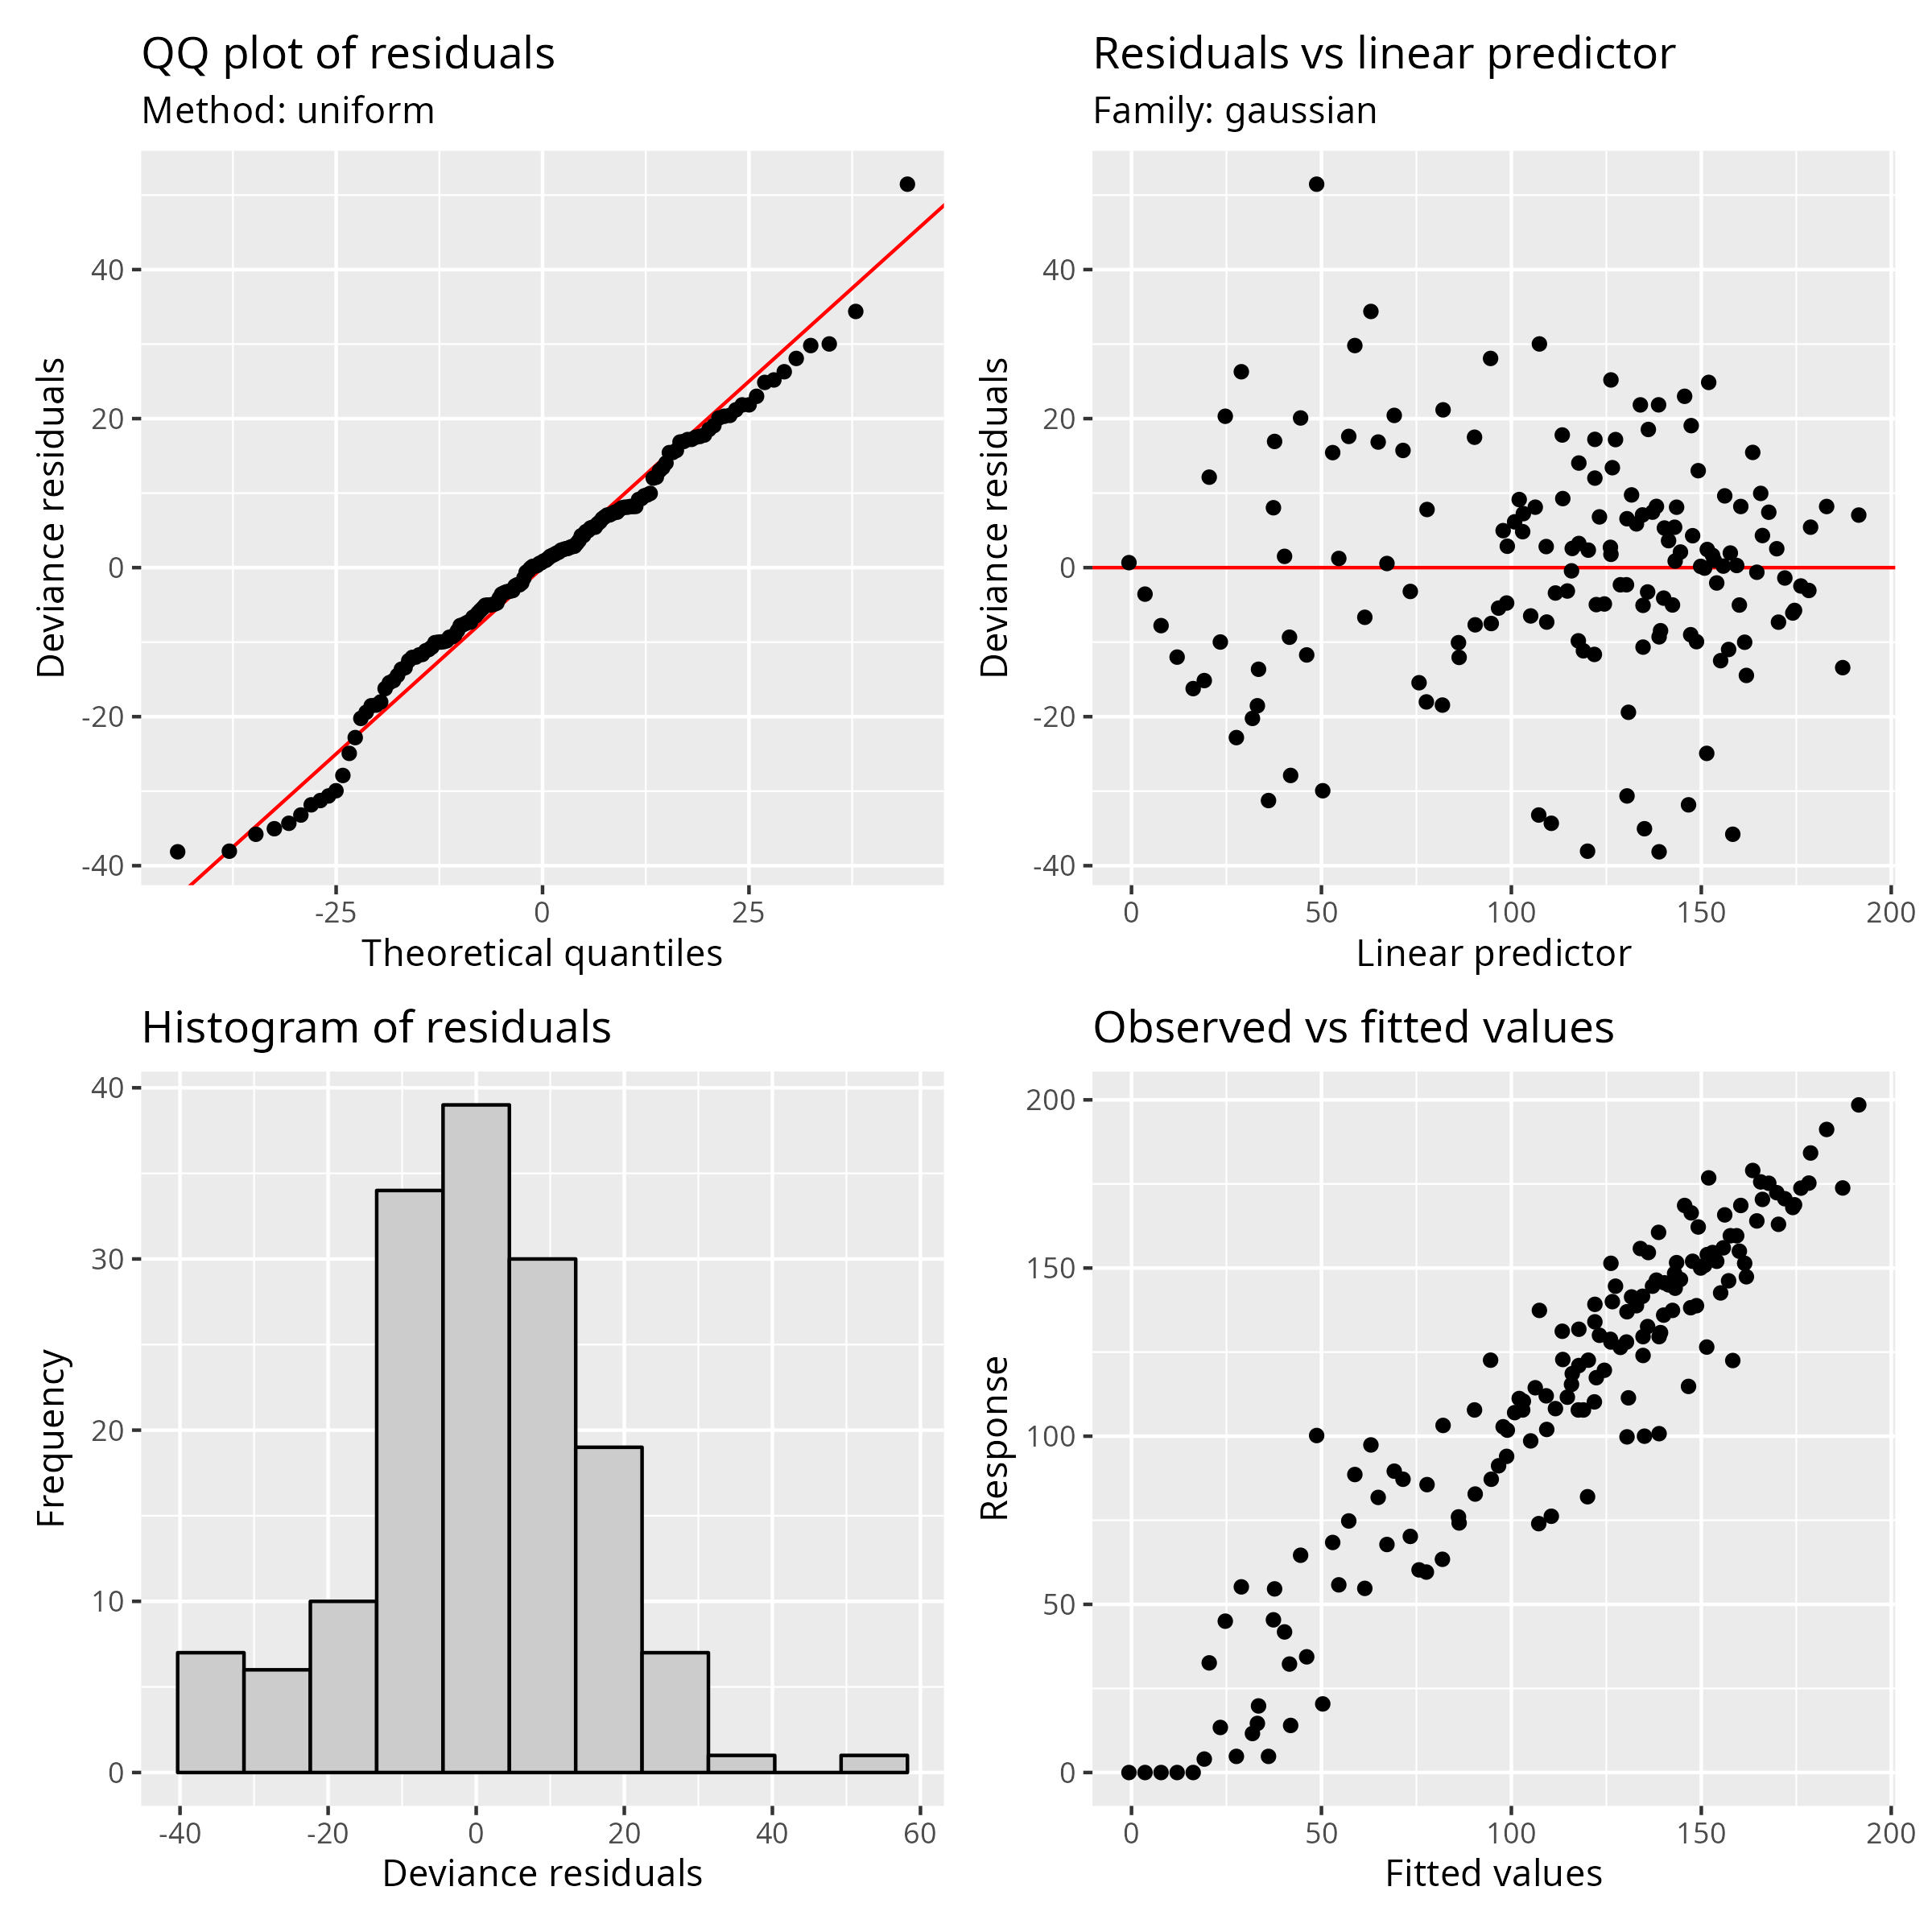 QQ plot of residuals
Method: uniform
40
20
0
-20
-40
-25
0
25
Deviance residuals
Theoretical quantiles
Residuals vs linear predictor
Family: gaussian
40
20
0
-20
-40
0
50
100
150
200
Deviance residuals
Linear predictor
Histogram of residuals
40
30
20
10
0
-40
-20
0
20
40
60
Frequency
Deviance residuals
Observed vs fitted values
200
150
100
50
0
0
50
100
150
200
Response
Fitted values